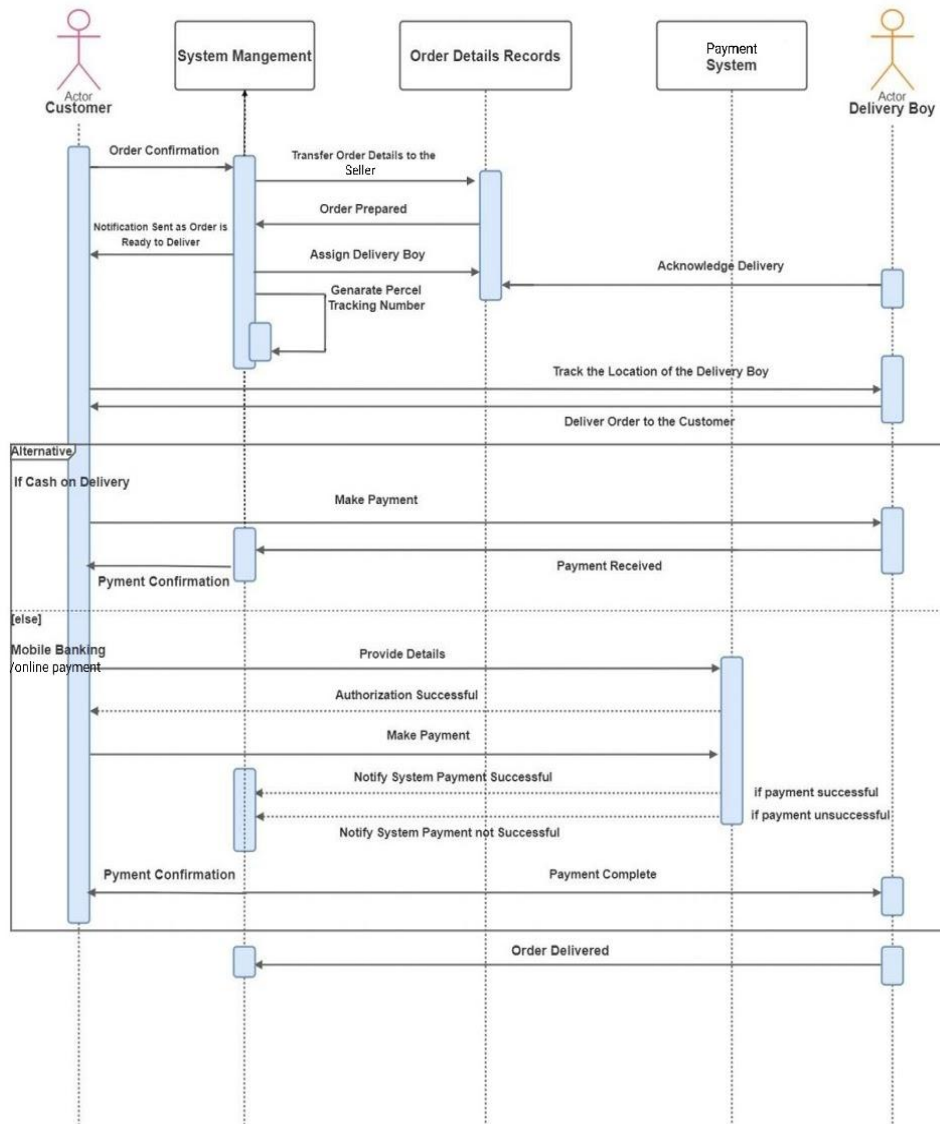 System Mangement
Order Details Records
Payment
System
Actor
Customer
Actor
Delivery Boy
Order Confirmation
Transfer Order Details to the
Seller
Order Prepared
Notification Sent as Order is
Ready to Deliver
Assign Delivery Boy
Acknowledge Delivery
Genarate Percel
Tracking Number
Track the Location of the Delivery Boy
Deliver Order to the Customer
Alternative
If Cash on Delivery
Make Payment
Payment Received
Pyment Confirmation
[else]
Mobile Banking
/online payment
Provide Details
Authorization Successful
Make Payment
Notify System Payment Successful
if payment successful
if payment unsuccessful
Notify System Payment not Successful
Pyment Confirmation
Payment Complete
Order Delivered